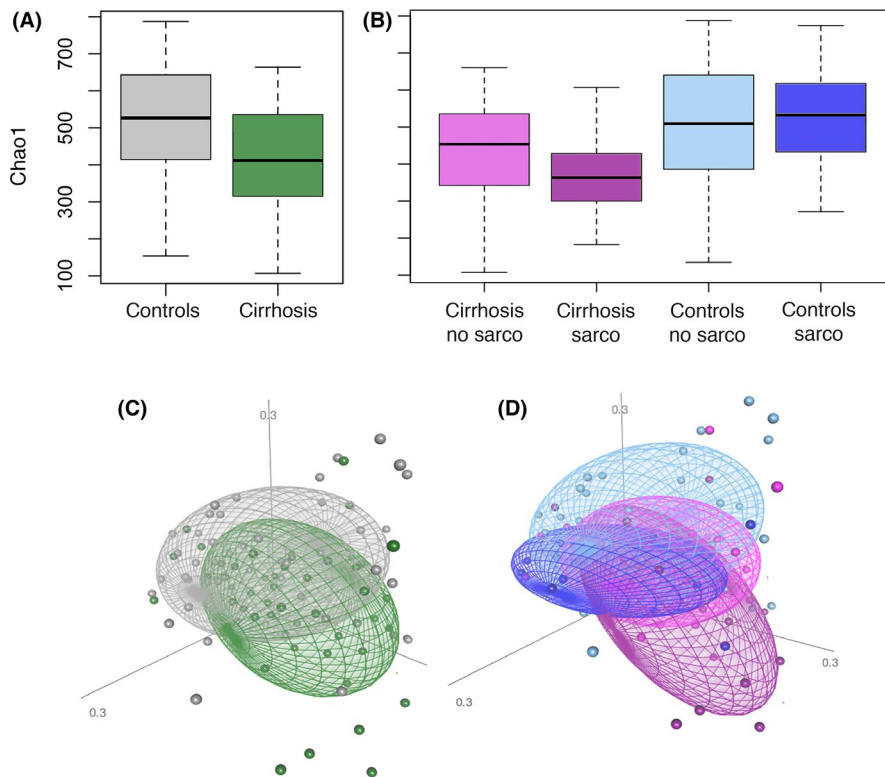 (A)
(B)
Chao1
700
500
300
100
Controls
Cirrhosis
Cirrhosis
no sarco
Cirrhosis
sarco
Controls
no sarco
Controls
sarco
(C)
(D)
0.3
0.3
0.3
0.3
0.3